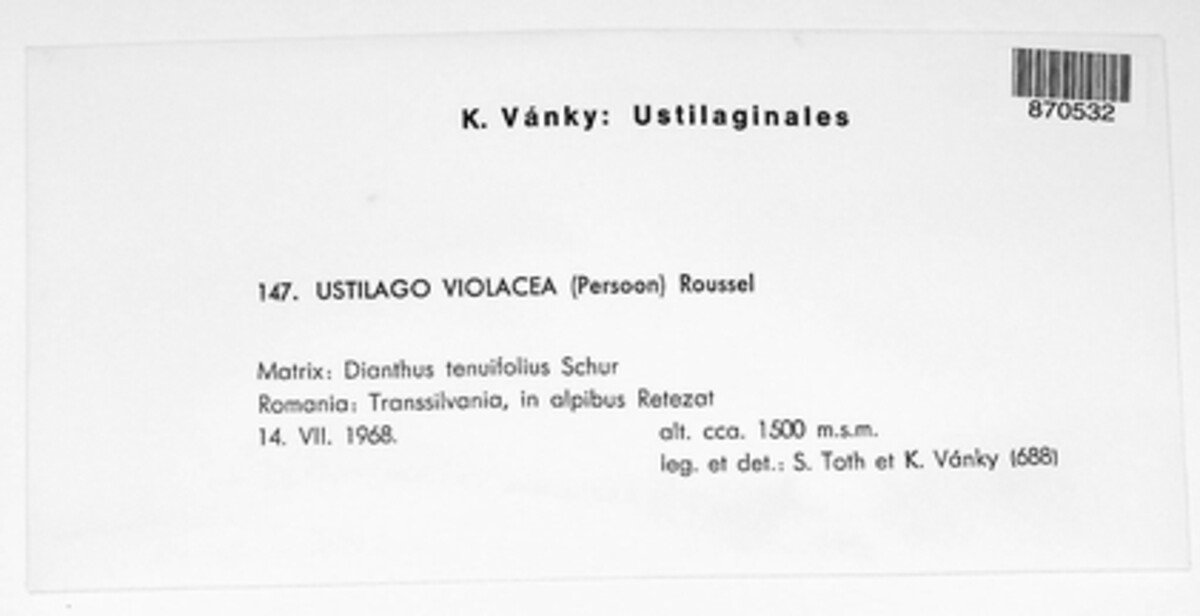 870532
K. Vánky: Ustilaginales
147. USTILAGO VIOLACEA (Persoon) Roussel
Matrix: Dianthus tenuifolius Schur
Romania: Transsilvania, in alpibus Retezat
14. VII. 1968. alt. cca. 1500 m.s.m.
leg. et det.: S. Toth et K. Vánky (688)